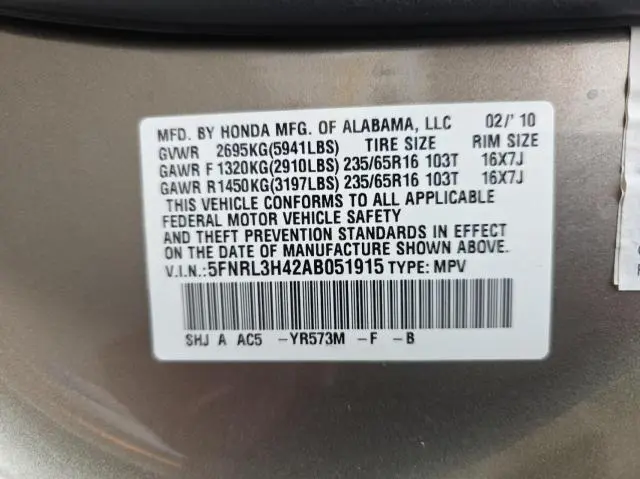 MFD. BY HONDA MFG. OF ALABAMA, LLC 02/'10
GVWR 2695KG(5941LBS) TIRE SIZE RIM SIZE
GAWR F 1320KG(2910LBS) 235/65R16 103T 16X7J
GAWR R 1450KG(3197LBS) 235/65R16 103T 16X7J
THIS VEHICLE CONFORMS TO ALL APPLICABLE
FEDERAL MOTOR VEHICLE SAFETY
AND THEFT PREVENTION STANDARDS IN EFFECT
ON THE DATE OF MANUFACTURE SHOWN ABOVE.
V.I.N.:5FNRL3H42AB051915 TYPE: MPV
SHJ A AC5 -YR573M -F -B